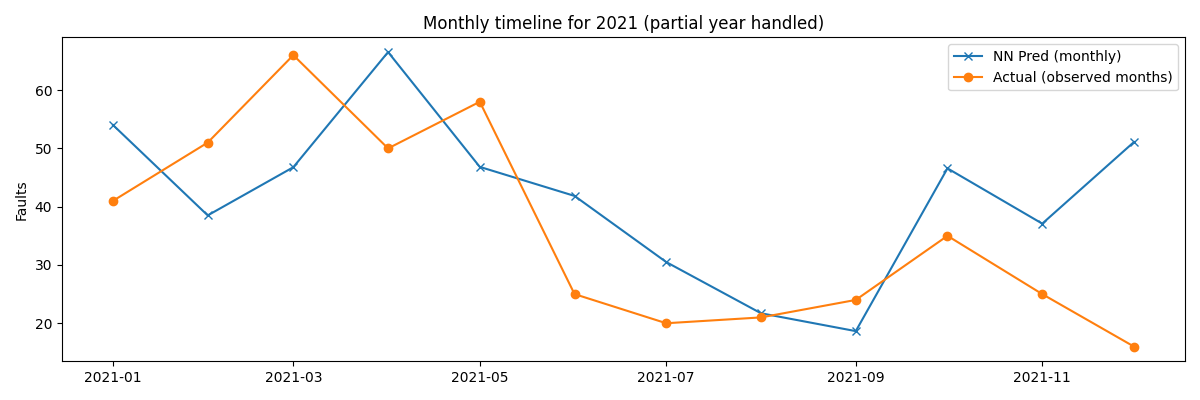 Monthly timeline for 2021 (partial year handled)
NN Pred (monthly)
Actual (observed months)
Faults
60
50
40
30
20
2021-01
2021-03
2021-05
2021-07
2021-09
2021-11